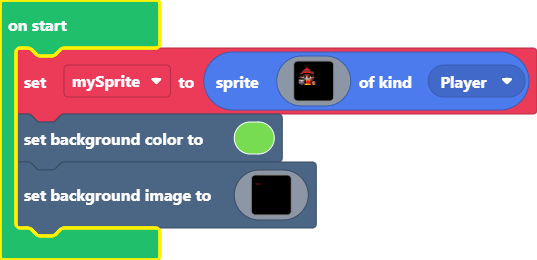 on start
set mySprite to sprite of kind Player
set background color to
set background image to